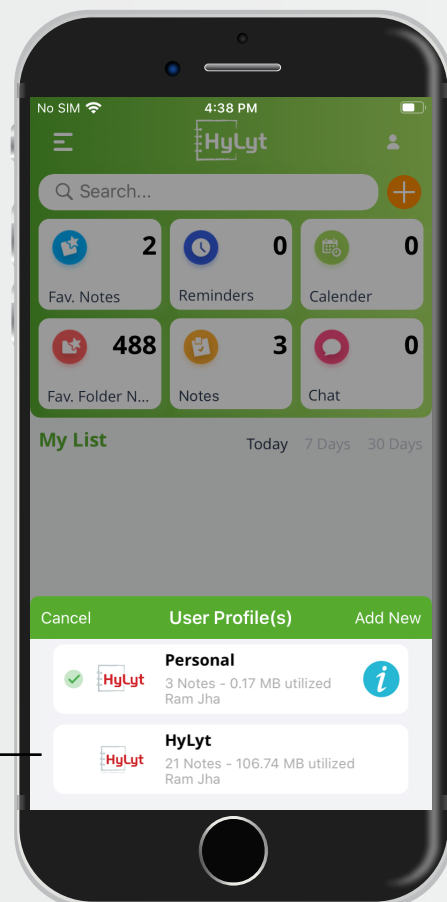 No SIM 4:38 PM
HyLyt
Search...
2 0 0
Fav. Notes Reminders Calender
488 3 0
Fav. Folder N... Notes Chat
My List Today 7 Days 30 Days
Cancel User Profile(s) Add New
Personal
HyLyt 3 Notes - 0.17 MB utilized i
Ram Jha
HyLyt
HyLyt 21 Notes - 106.74 MB utilized
Ram Jha